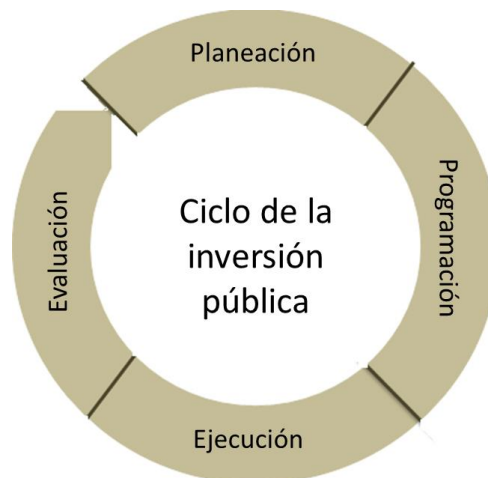 Planeación
Programación
Ciclo de la
inversión
pública
Evaluación
Ejecución